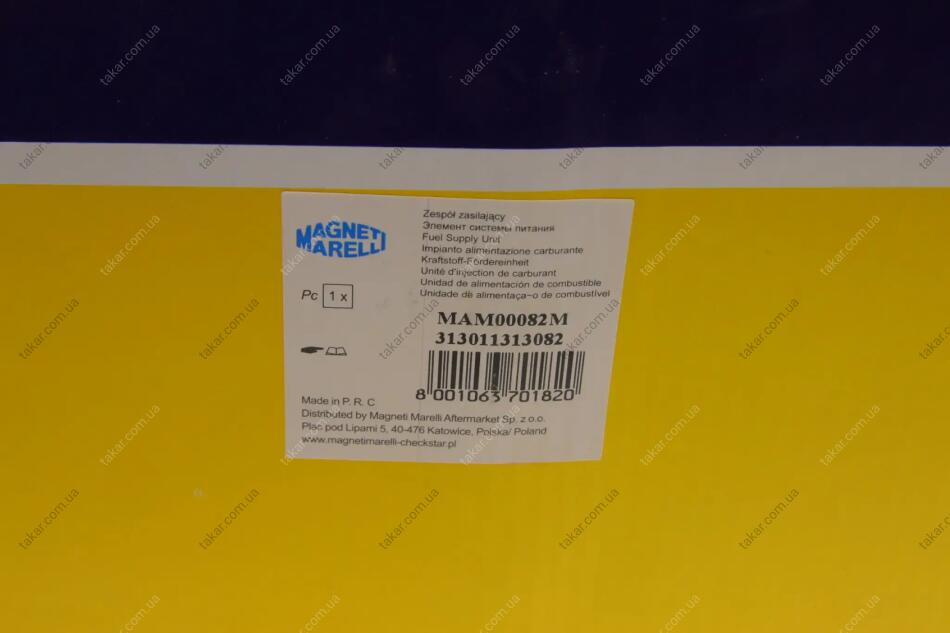 MAGNETI
MARELLI
Zespół zasilający
Элемент системы питания
Fuel Supply Unit
Impianto alimentazione carburante
Kraftstoff-Fördereinheit
Unité d'injection de carburant
Unidad de alimentación de combustible
Unidade de alimentaça~o de combustível
Pc 1 x
MAM00082M
313011313082
8 001063 701820
Made in P. R. C
Distributed by Magneti Marelli Aftermarket Sp. z o.o.
Plac pod Lipami 5, 40-476 Katowice, Polska/ Poland
www.magnetimarelli-checkstar.pl
takar.com.ua